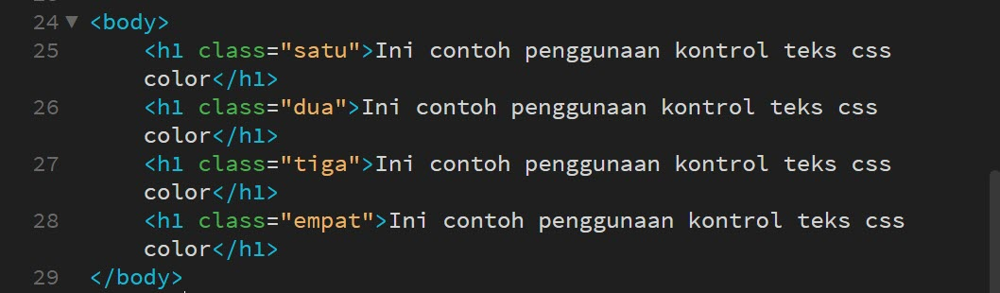 24 ▼ <body>
25 <h1 class="satu">Ini contoh penggunaan kontrol teks css
color</h1>
26 <h1 class="dua">Ini contoh penggunaan kontrol teks css
color</h1>
27 <h1 class="tiga">Ini contoh penggunaan kontrol teks css
color</h1>
28 <h1 class="empat">Ini contoh penggunaan kontrol teks css
color</h1>
29 </body>